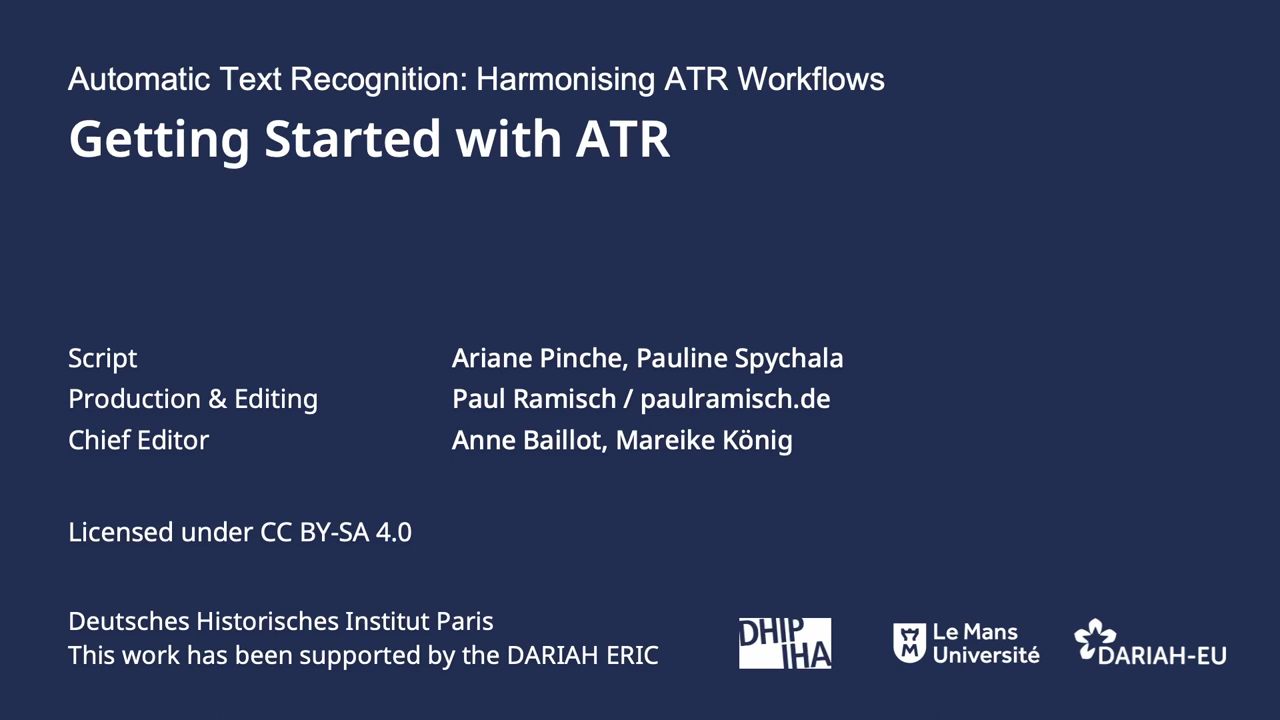 Automatic Text Recognition: Harmonising ATR Workflows
Getting Started with ATR
Script Ariane Pinche, Pauline Spychala
Production & Editing Paul Ramisch / paulramisch.de
Chief Editor Anne Baillot, Mareike König
Licensed under CC BY-SA 4.0
Deutsches Historisches Institut Paris
This work has been supported by the DARIAH ERIC
DHIP
IHA
Le Mans
Université
DARIAH-EU